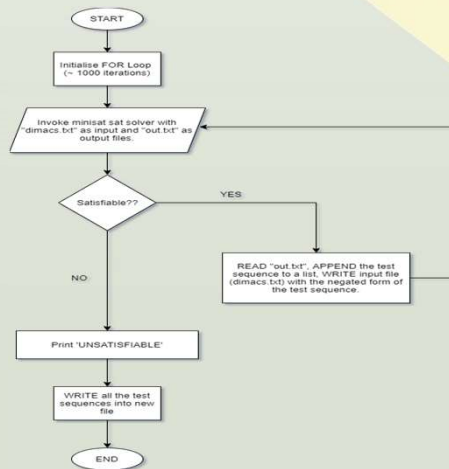 START
Initialise FOR Loop
(~ 1000 iterations)
Invoke minisat sat solver with
"dimacs.txt" as input and "out.txt" as
output files.
Satisfiable??
YES
READ "out.txt", APPEND the test
sequence to a list, WRITE input file
(dimacs.txt) with the negated form of
the test sequence.
NO
Print 'UNSATISFIABLE'
WRITE all the test
sequences into new
file
END